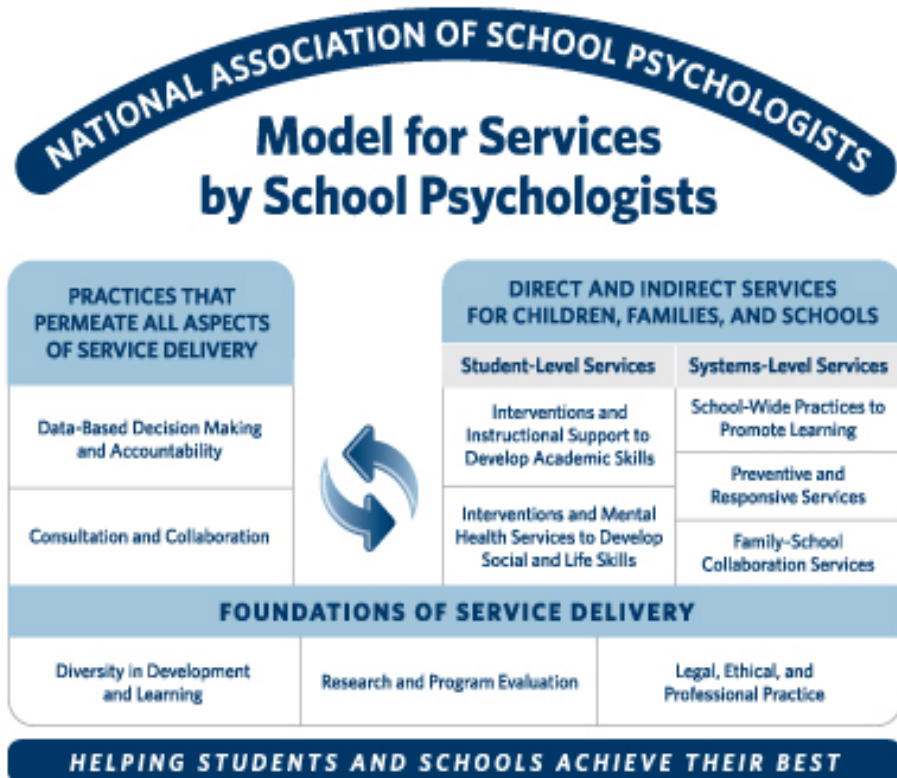 NATIONAL ASSOCIATION OF SCHOOL PSYCHOLOGISTS
Model for Services
by School Psychologists
PRACTICES THAT
PERMEATE ALL ASPECTS
OF SERVICE DELIVERY
Data-Based Decision Making
and Accountability
Consultation and Collaboration
DIRECT AND INDIRECT SERVICES
FOR CHILDREN, FAMILIES, AND SCHOOLS
Student-Level Services
Interventions and
Instructional Support to
Develop Academic Skills
Interventions and Mental
Health Services to Develop
Social and Life Skills
Systems-Level Services
School-Wide Practices to
Promote Learning
Preventive and
Responsive Services
Family-School
Collaboration Services
FOUNDATIONS OF SERVICE DELIVERY
Diversity in Development
and Learning
Research and Program Evaluation
Legal, Ethical, and
Professional Practice
HELPING STUDENTS AND SCHOOLS ACHIEVE THEIR BEST